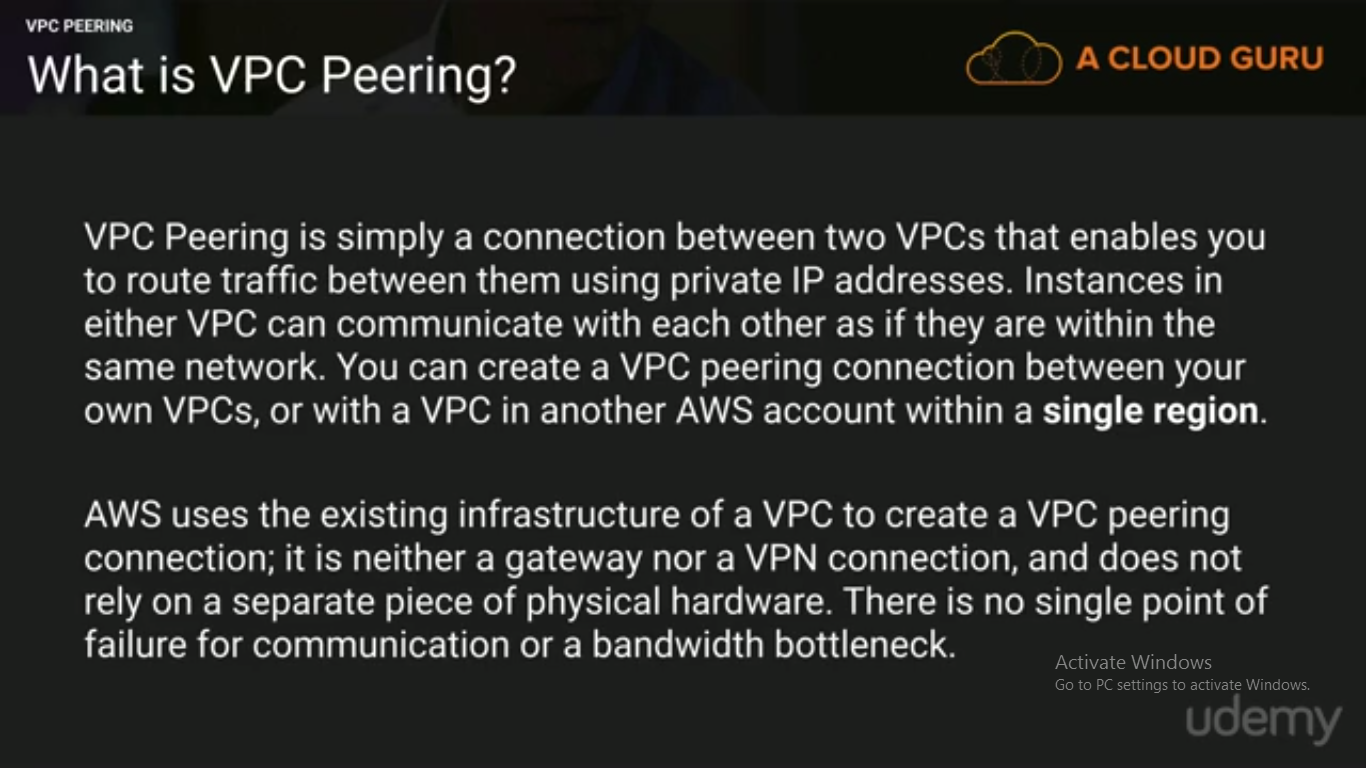 VPC PEERING
What is VPC Peering?
A CLOUD GURU
VPC Peering is simply a connection between two VPCs that enables you
to route traffic between them using private IP addresses. Instances in
either VPC can communicate with each other as if they are within the
same network. You can create a VPC peering connection between your
own VPCs, or with a VPC in another AWS account within a single region.
AWS uses the existing infrastructure of a VPC to create a VPC peering
connection; it is neither a gateway nor a VPN connection, and does not
rely on a separate piece of physical hardware. There is no single point of
failure for communication or a bandwidth bottleneck.
Activate Windows
Go to PC settings to activate Windows.
udemy